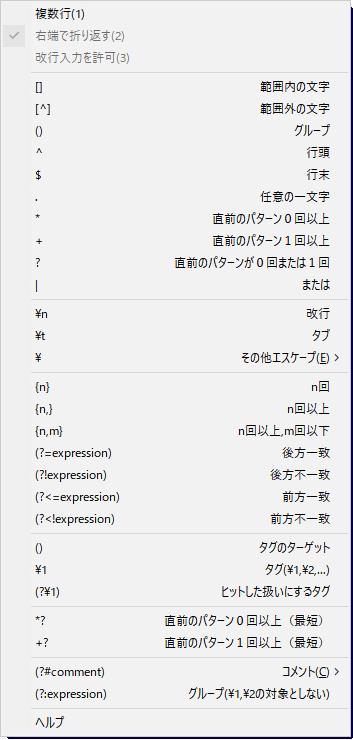 複数行(1)
右端で折り返す(2)
改行入力を許可(3)
[] 範囲内の文字
[^] 範囲外の文字
() グループ
^ 行頭
$ 行末
. 任意の一文字
* 直前のパターン０回以上
+ 直前のパターン１回以上
? 直前のパターンが０回または１回
| または
¥n 改行
¥t タブ
¥ その他エスケープ(E)
{n} n回
{n,} n回以上
{n,m} n回以上,m回以下
(?=expression) 後方一致
(?!expression) 後方不一致
(?<=expression) 前方一致
(?<!expression) 前方不一致
() タグのターゲット
¥1 タグ(¥1,¥2,...)
(?¥1) ヒットした扱いにするタグ
*? 直前のパターン０回以上（最短）
+? 直前のパターン１回以上（最短）
(?#comment) コメント(C)
(?:expression) グループ(¥1,¥2の対象としない)
ヘルプ